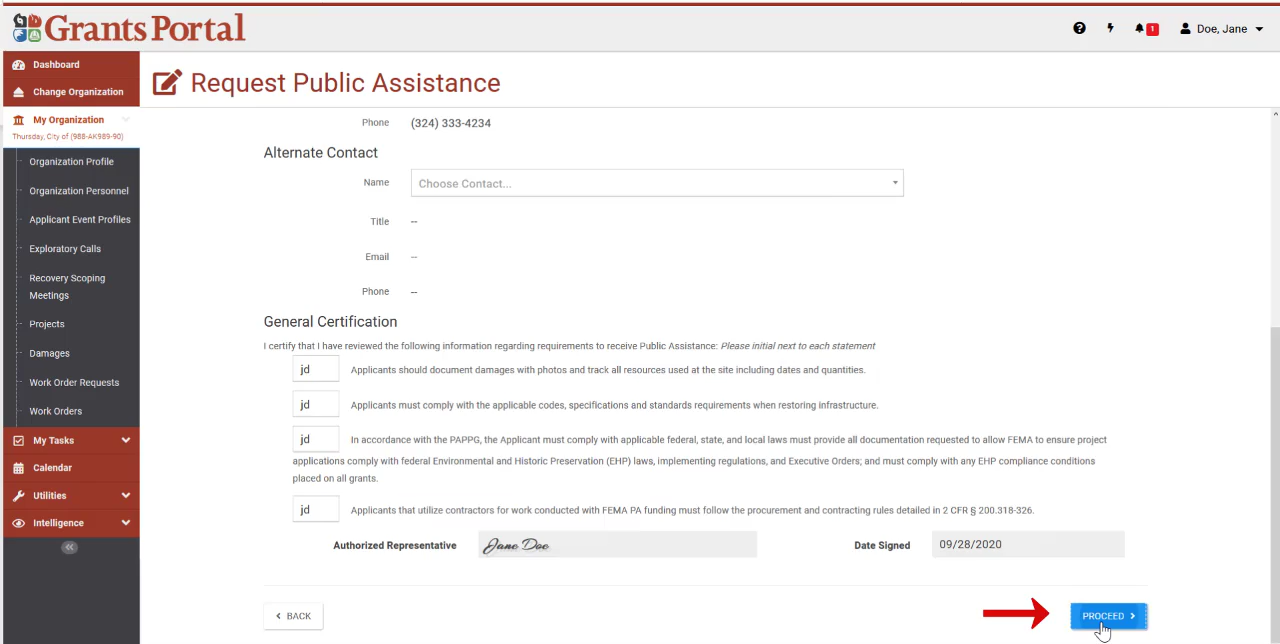 Grants Portal
1
Doe, Jane
Dashboard
Change Organization
My Organization
Thursday, City of (988-AK989-90)
Organization Profile
Organization Personnel
Applicant Event Profiles
Exploratory Calls
Recovery Scoping
Meetings
Projects
Damages
Work Order Requests
Work Orders
My Tasks
Calendar
Utilities
Intelligence
Request Public Assistance
Phone (324) 333-4234
Alternate Contact
Name Choose Contact...
Title --
Email --
Phone --
General Certification
I certify that I have reviewed the following information regarding requirements to receive Public Assistance: Please initial next to each statement
jd Applicants should document damages with photos and track all resources used at the site including dates and quantities.
jd Applicants must comply with the applicable codes, specifications and standards requirements when restoring infrastructure.
jd In accordance with the PAPPG, the Applicant must comply with applicable federal, state, and local laws must provide all documentation requested to allow FEMA to ensure project
applications comply with federal Environmental and Historic Preservation (EHP) laws, implementing regulations, and Executive Orders; and must comply with any EHP compliance conditions
placed on all grants.
jd Applicants that utilize contractors for work conducted with FEMA PA funding must follow the procurement and contracting rules detailed in 2 CFR § 200.318-326.
Authorized Representative Jane Doe Date Signed 09/28/2020
BACK PROCEED